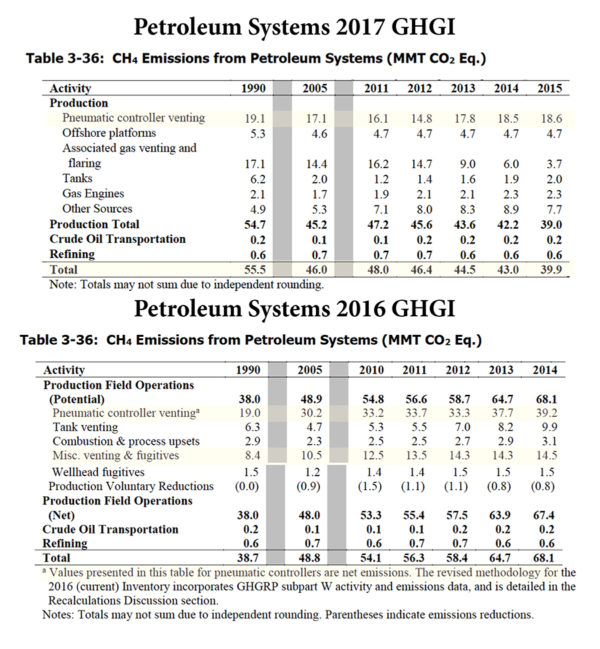 Petroleum Systems 2017 GHGI
Table 3-36: CH4 Emissions from Petroleum Systems (MMT CO2 Eq.)
Activity 1990 2005 2011 2012 2013 2014 2015
Production
Pneumatic controller venting 19.1 17.1 16.1 14.8 17.8 18.5 18.6
Offshore platforms 5.3 4.6 4.7 4.7 4.7 4.7 4.7
Associated gas venting and
flaring 17.1 14.4 16.2 14.7 9.0 6.0 3.7
Tanks 6.2 2.0 1.2 1.4 1.6 1.9 2.0
Gas Engines 2.1 1.7 1.9 2.1 2.1 2.3 2.3
Other Sources 4.9 5.3 7.1 8.0 8.3 8.9 7.7
Production Total 54.7 45.2 47.2 45.6 43.6 42.2 39.0
Crude Oil Transportation 0.2 0.1 0.1 0.2 0.2 0.2 0.2
Refining 0.6 0.7 0.7 0.7 0.6 0.6 0.6
Total 55.5 46.0 48.0 46.4 44.5 43.0 39.9
Note: Totals may not sum due to independent rounding.
Petroleum Systems 2016 GHGI
Table 3-36: CH4 Emissions from Petroleum Systems (MMT CO2 Eq.)
Activity 1990 2005 2010 2011 2012 2013 2014
Production Field Operations
(Potential) 38.0 48.9 54.8 56.6 58.7 64.7 68.1
Pneumatic controller ventingᵃ 19.0 30.2 33.2 33.7 33.3 37.7 39.2
Tank venting 6.3 4.7 5.3 5.5 7.0 8.2 9.9
Combustion & process upsets 2.9 2.3 2.5 2.5 2.7 2.9 3.1
Misc. venting & fugitives 8.4 10.5 12.5 13.5 14.3 14.3 14.5
Wellhead fugitives 1.5 1.2 1.4 1.4 1.5 1.5 1.5
Production Voluntary Reductions (0.0) (0.9) (1.5) (1.1) (1.1) (0.8) (0.8)
Production Field Operations
(Net) 38.0 48.0 53.3 55.4 57.5 63.9 67.4
Crude Oil Transportation 0.2 0.1 0.1 0.1 0.2 0.2 0.2
Refining 0.6 0.7 0.6 0.7 0.7 0.6 0.6
Total 38.7 48.8 54.1 56.3 58.4 64.7 68.1
ᵃ Values presented in this table for pneumatic controllers are net emissions. The revised methodology for the
2016 (current) Inventory incorporates GHGRP subpart W activity and emissions data, and is detailed in the
Recalculations Discussion section.
Notes: Totals may not sum due to independent rounding. Parentheses indicate emissions reductions.